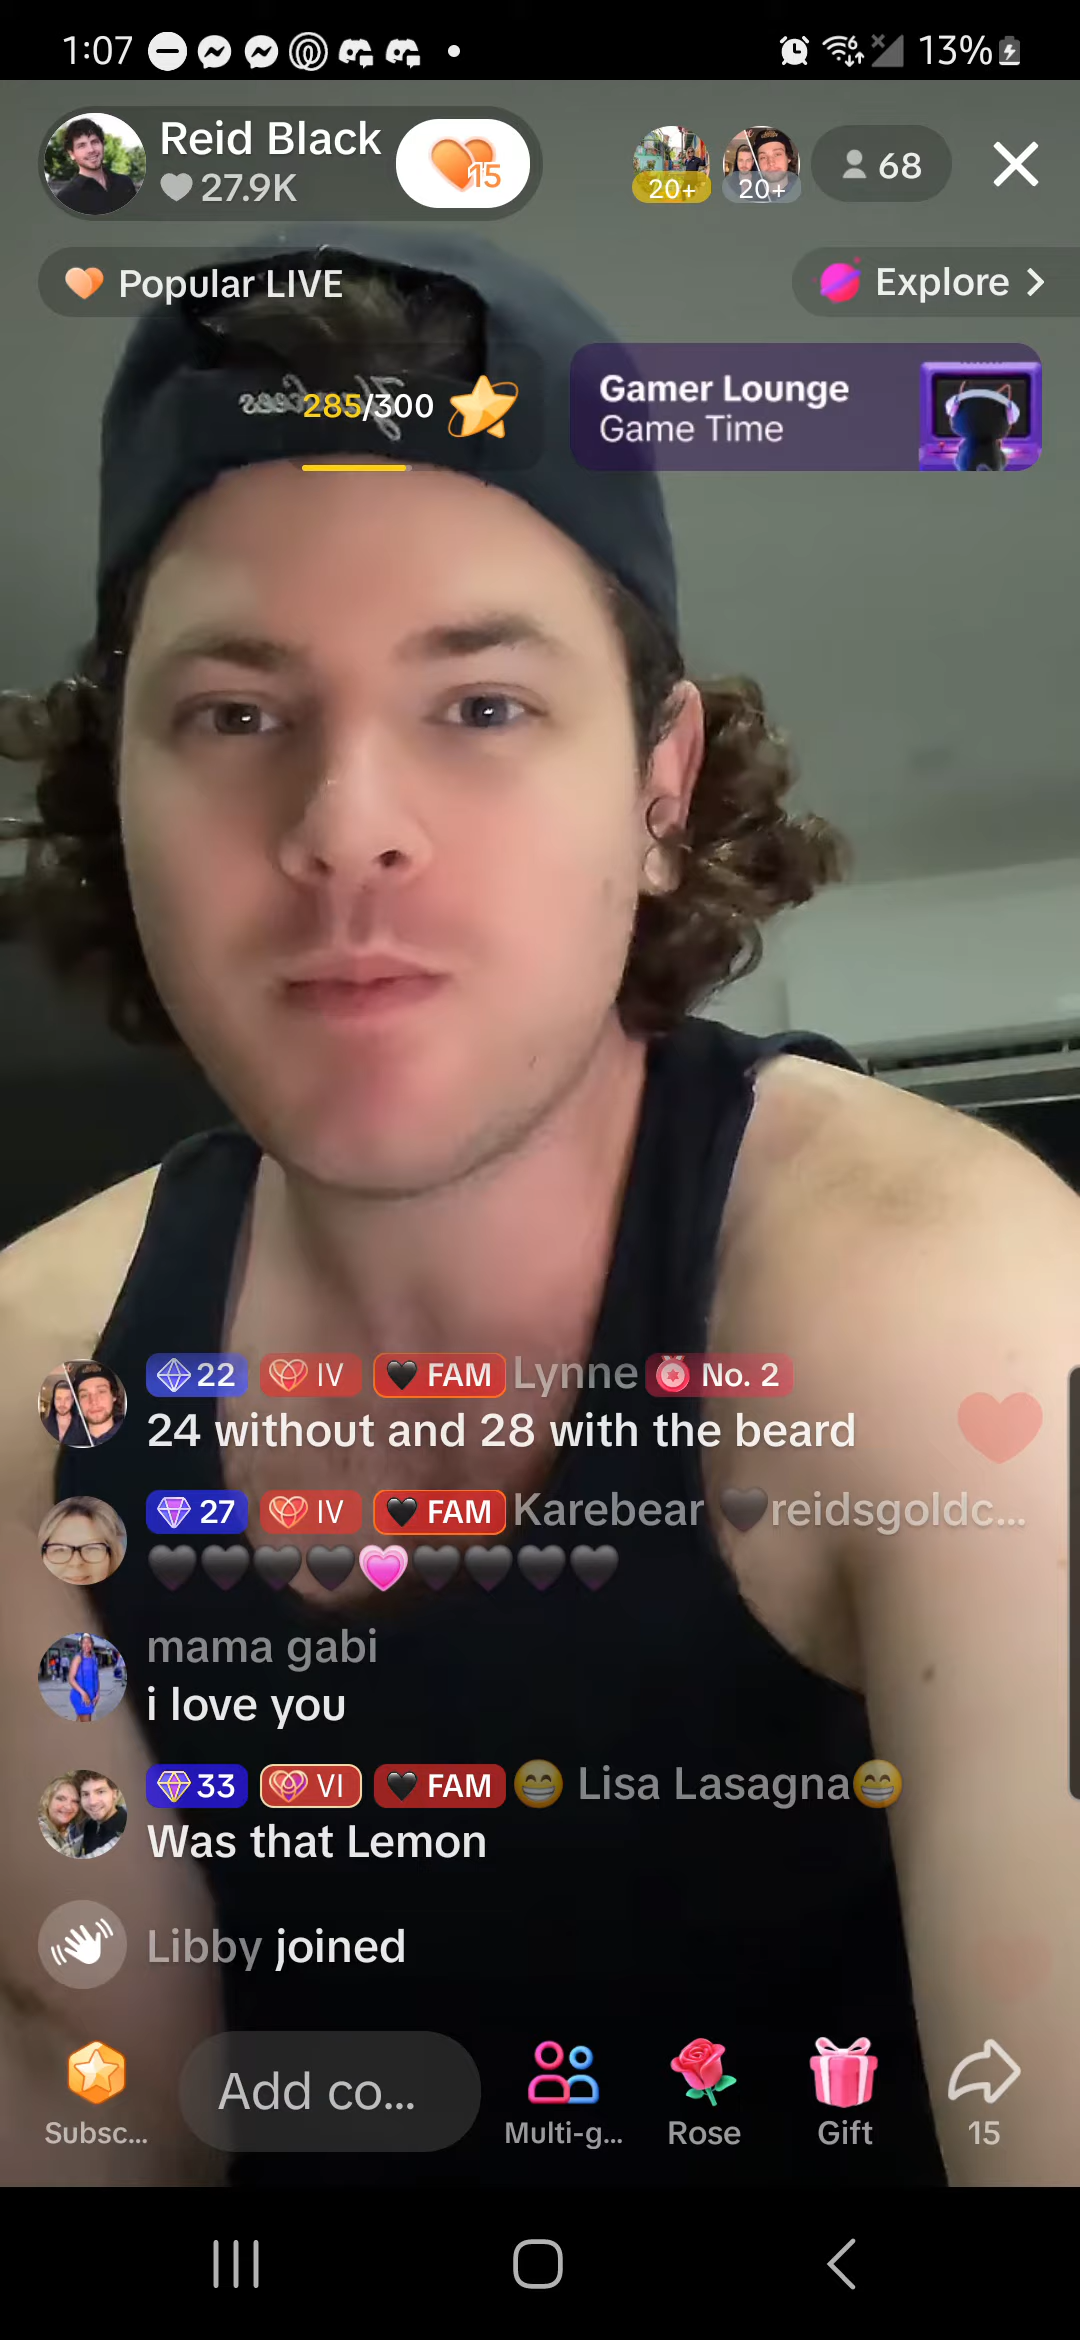 1:07 13%
Reid Black
27.9K
15
20+ 20+ 68
Popular LIVE
Explore
Yankees
285/300
Gamer Lounge
Game Time
22 IV FAM Lynne No. 2
24 without and 28 with the beard
27 IV FAM Karebear 🖤reidsgoldc...
🖤🖤🖤🖤💗🖤🖤🖤🖤
mama gabi
i love you
33 VI FAM 😁 Lisa Lasagna😁
Was that Lemon
Libby joined
Add co...
Subsc... Multi-g... Rose Gift 15